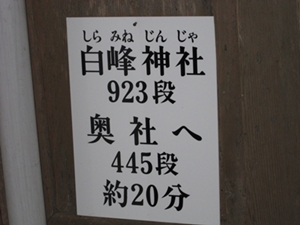 しら みね じん じゃ
白峰神社
923段
奥社へ
445段
約20分